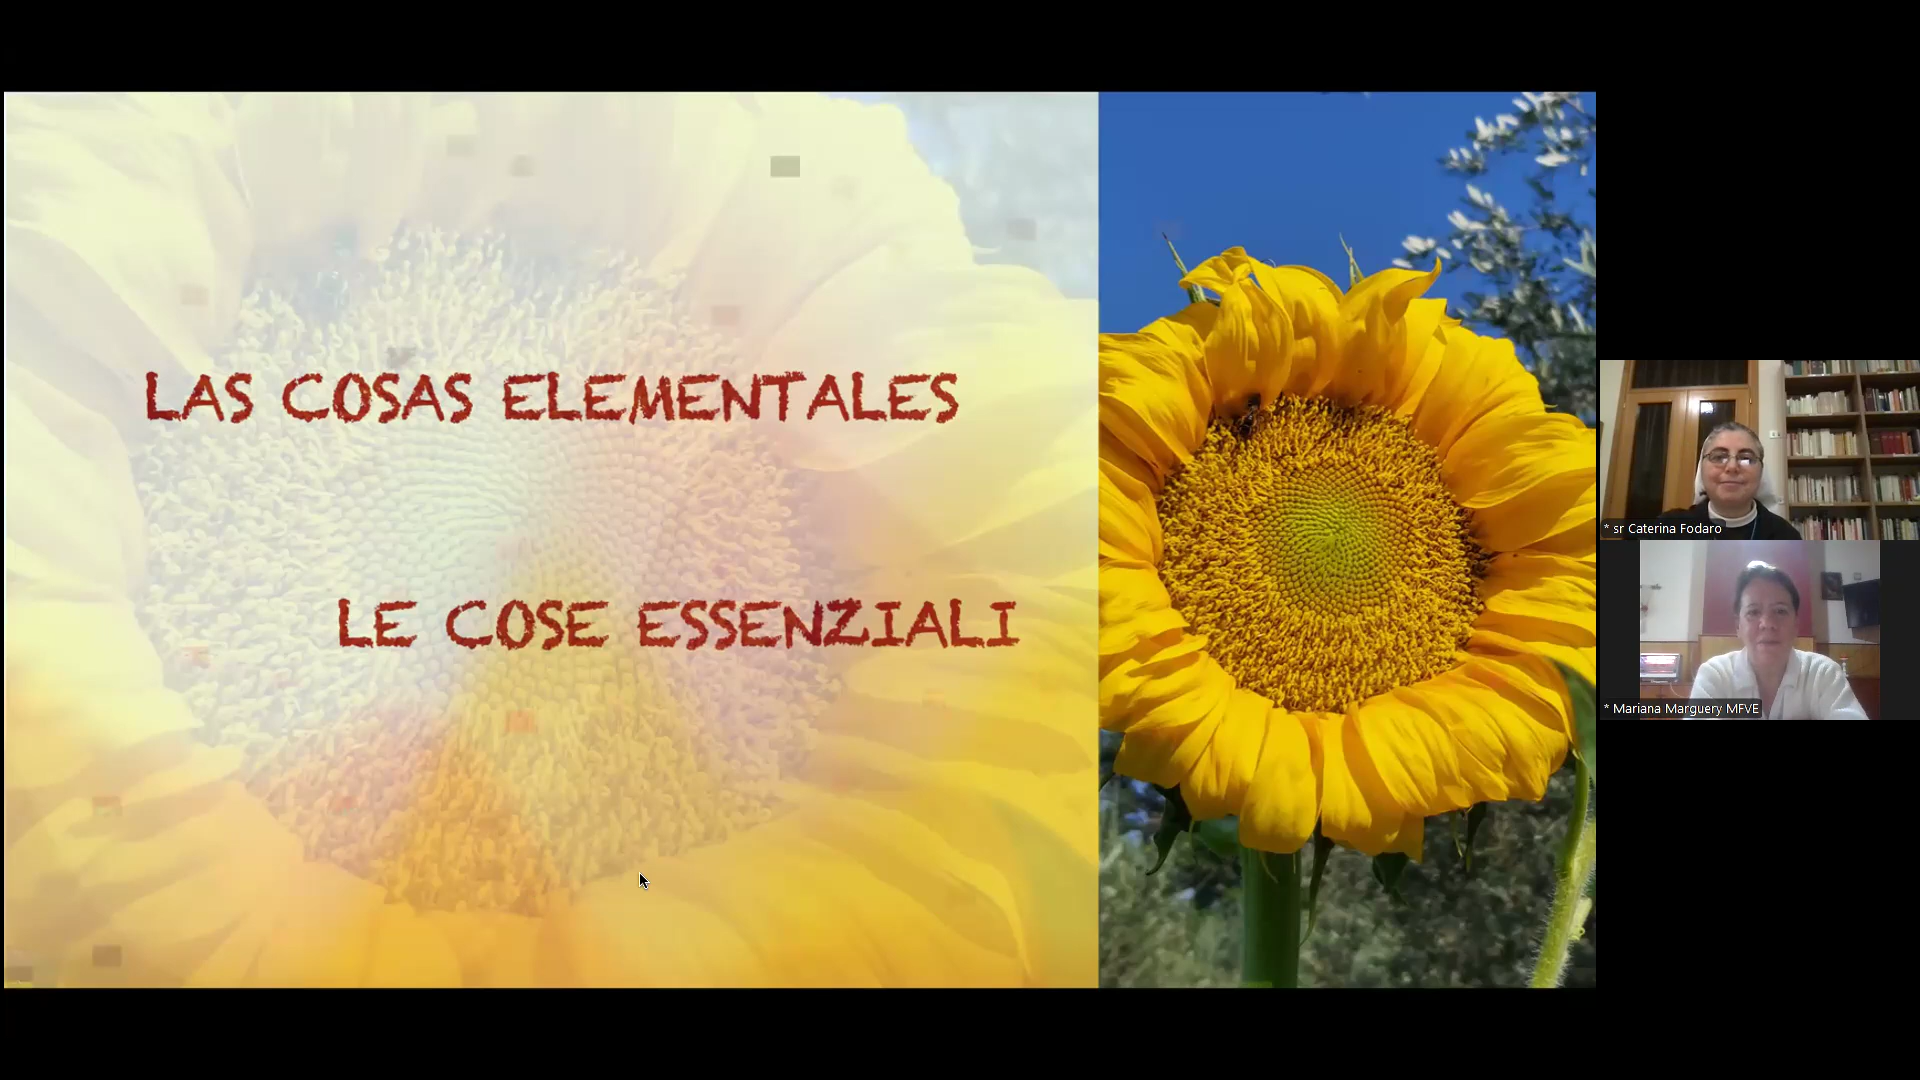 LAS COSAS ELEMENTALES
LE COSE ESSENZIALI
* sr Caterina Fodaro
* Mariana Marguery MFVE